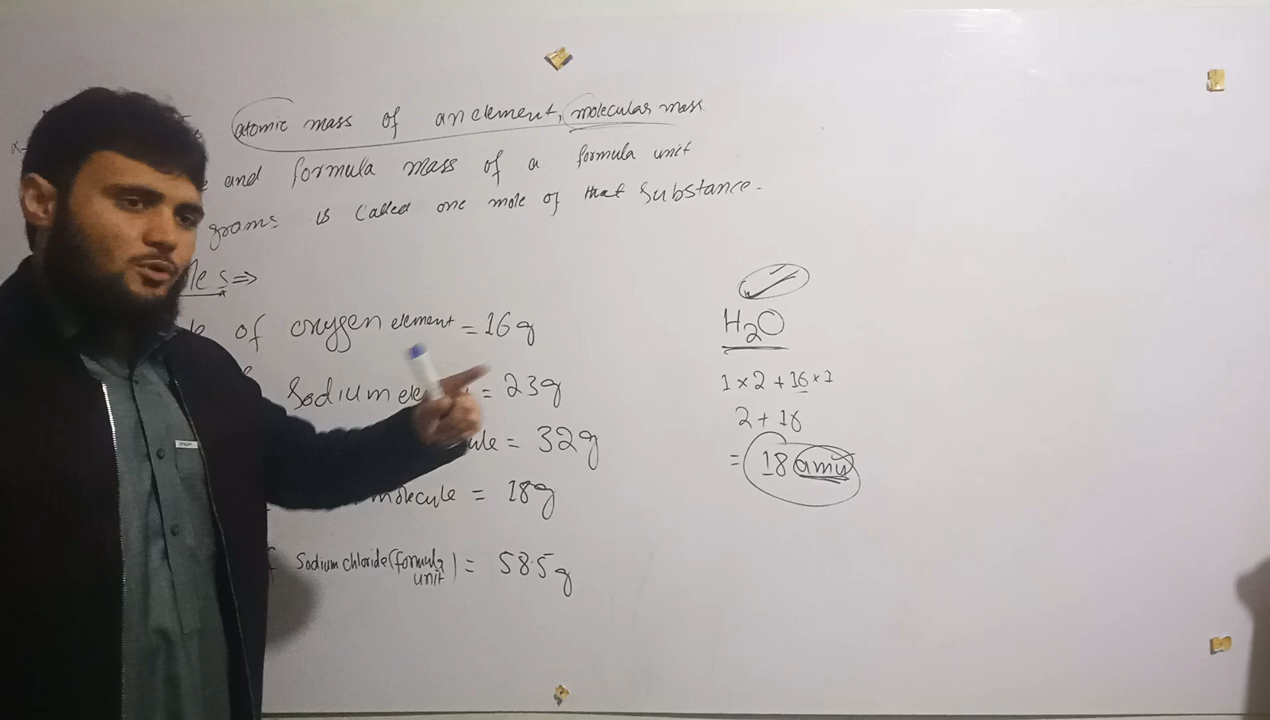 atomic mass of an element, molecular mass
and formula mass of a formula unit
grams is called one mole of that substance.
les ⇒
of oxygen element = 16g
Sodium ele = 23g
ule = 32g
molecule = 18g
f Sodium chloride (formula unit) = 58.5g
H₂O
1 × 2 + 16 × 1
2 + 16
= 18 amu